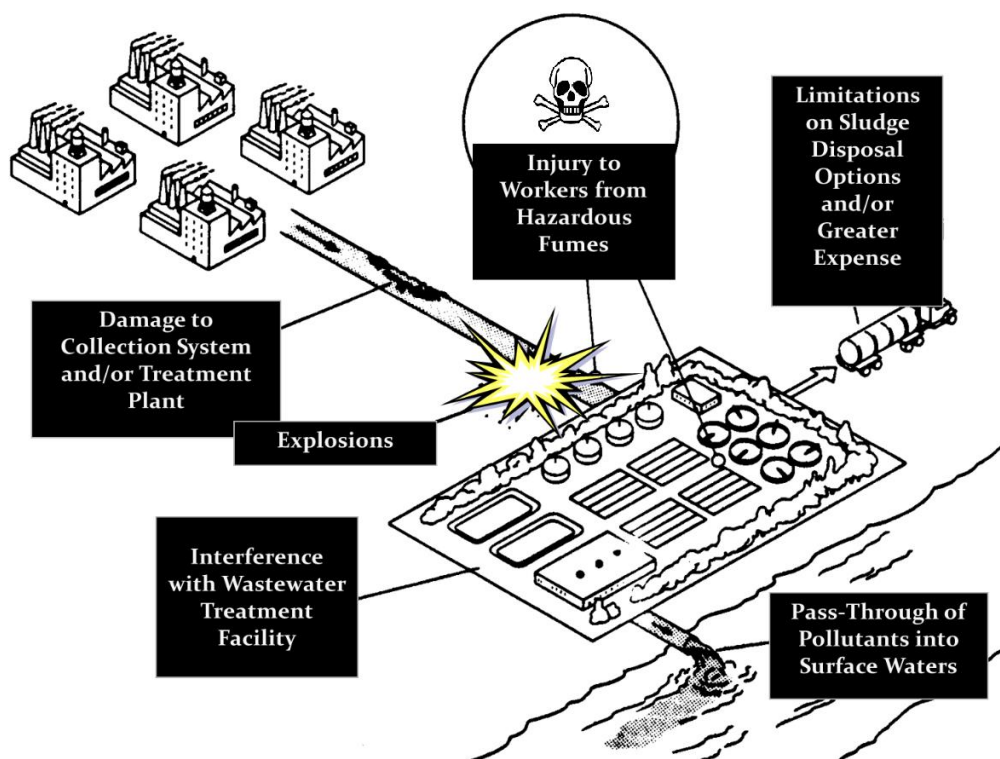 Injury to
Workers from
Hazardous
Fumes
Limitations
on Sludge
Disposal
Options
and/or
Greater
Expense
Damage to
Collection System
and/or Treatment
Plant
Explosions
Interference
with Wastewater
Treatment
Facility
Pass-Through of
Pollutants into
Surface Waters